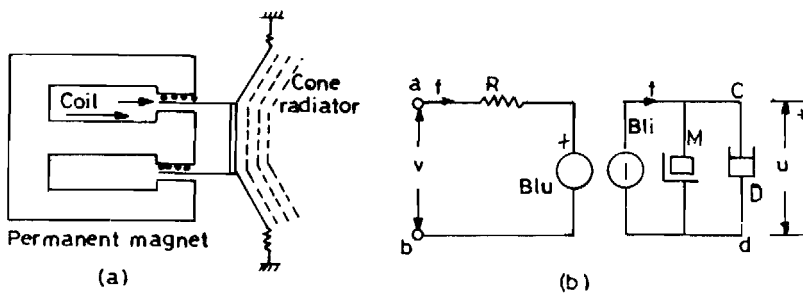 Coil
Cone
radiator
Permanent magnet
(a)
a
f
R
v
+
Blu
b
f
Bli
M
C
D
+
u
d
(b)